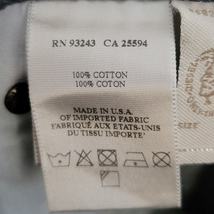 RN 93243 CA 25594
100% COTTON
100% COTON
MADE IN U.S.A.
OF IMPORTED FABRIC
FABRIQUÉ AUX ETATS-UNIS
DU TISSU IMPORTÉ